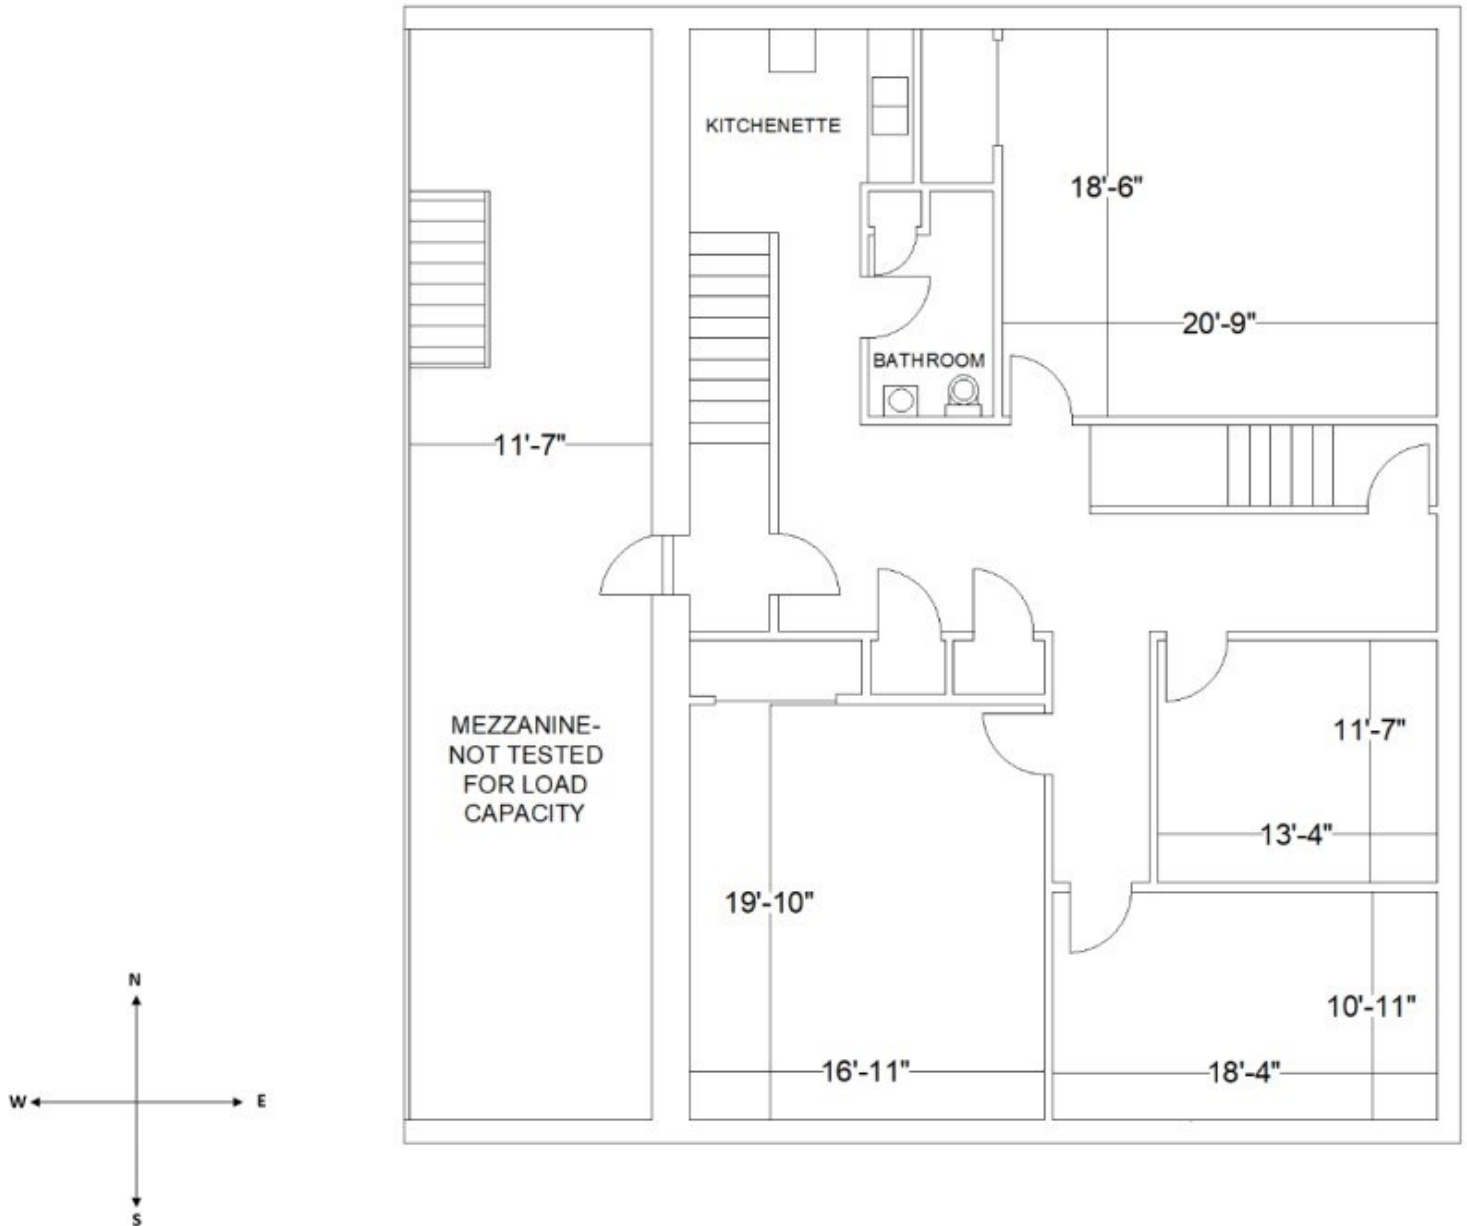 KITCHENETTE
18'-6"
20'-9"
BATHROOM
11'-7"
MEZZANINE-
NOT TESTED
FOR LOAD
CAPACITY
11'-7"
13'-4"
19'-10"
10'-11"
16'-11"
18'-4"
N
W
E
S